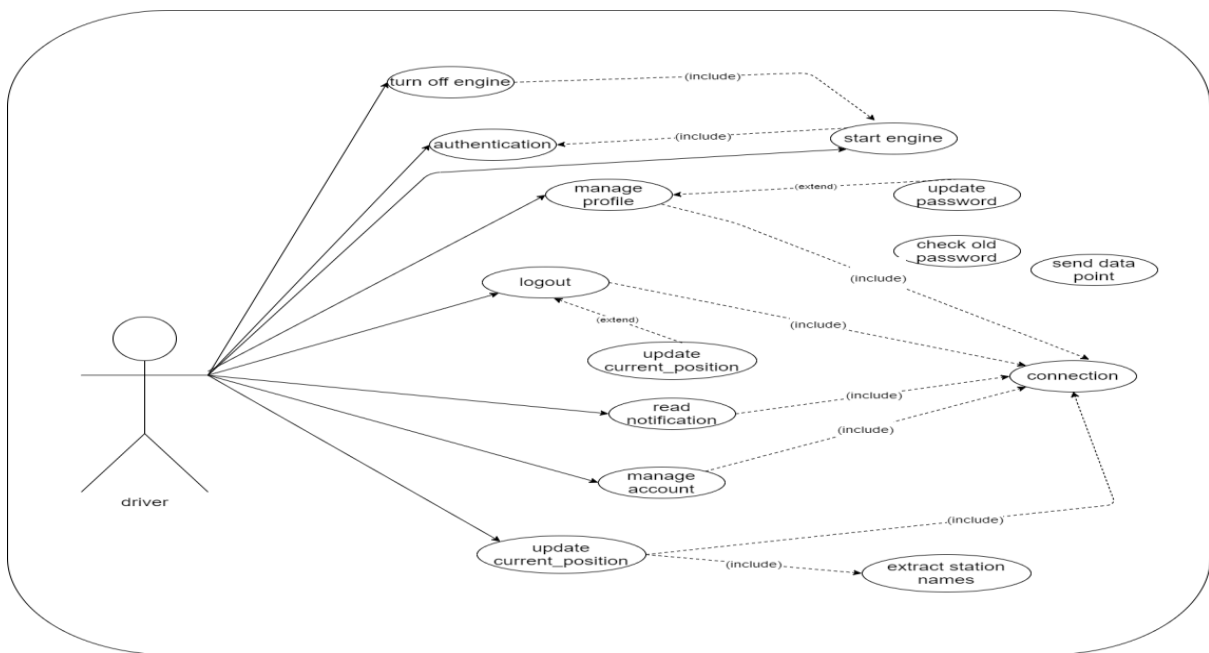 turn off engine
(include)
authentication
(include)
start engine
manage
profile
(extend)
update
password
check old
password
send data
point
logout
(include)
(include)
(extend)
update
current_position
connection
read
notification
(include)
(include)
manage
account
driver
update
current_position
(include)
(include)
extract station
names